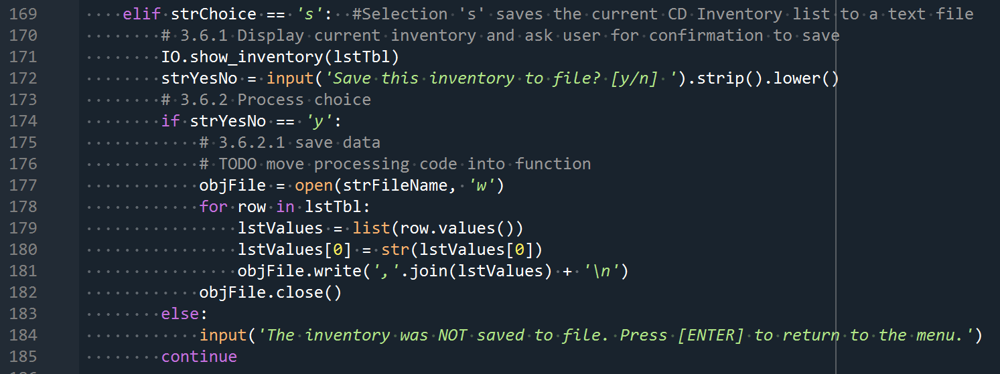 169     elif strChoice == 's':  #Selection 's' saves the current CD Inventory list to a text file
170         # 3.6.1 Display current inventory and ask user for confirmation to save
171         IO.show_inventory(lstTbl)
172         strYesNo = input('Save this inventory to file? [y/n] ').strip().lower()
173         # 3.6.2 Process choice
174         if strYesNo == 'y':
175             # 3.6.2.1 save data
176             # TODO move processing code into function
177             objFile = open(strFileName, 'w')
178             for row in lstTbl:
179                 lstValues = list(row.values())
180                 lstValues[0] = str(lstValues[0])
181                 objFile.write(','.join(lstValues) + '\n')
182             objFile.close()
183         else:
184             input('The inventory was NOT saved to file. Press [ENTER] to return to the menu.')
185         continue